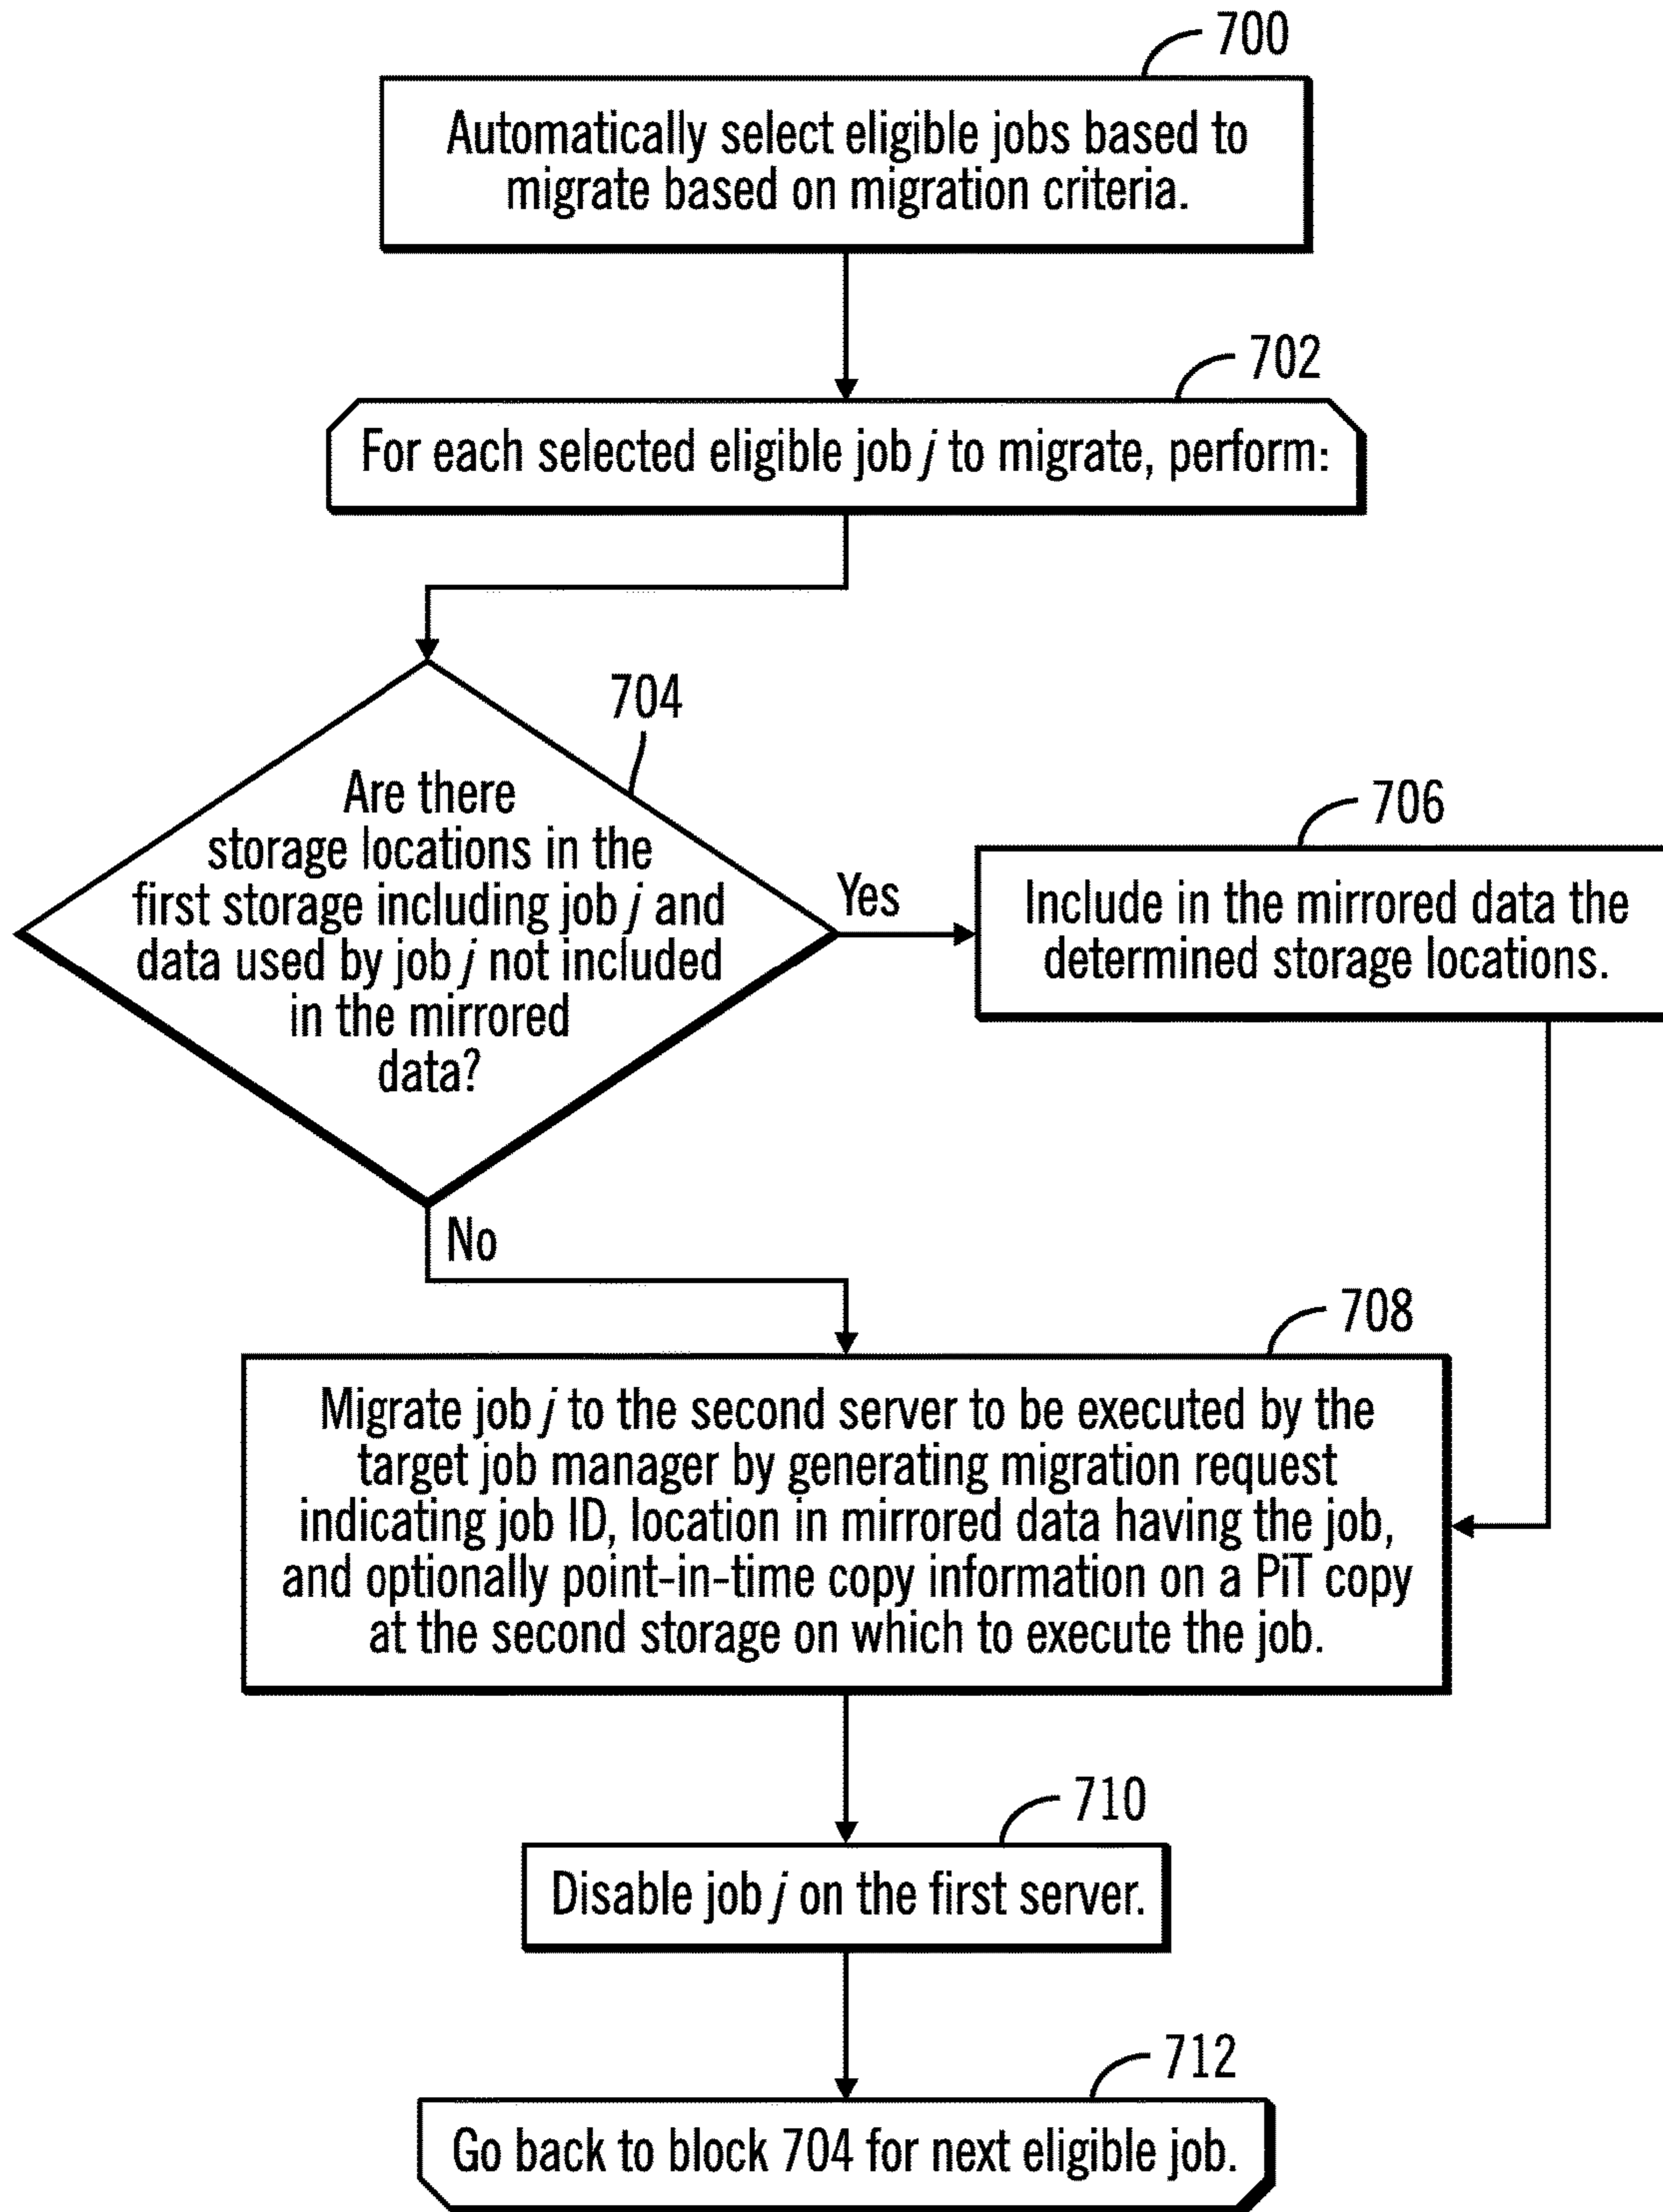 700
Automatically select eligible jobs based to
migrate based on migration criteria.
702
For each selected eligible job j to migrate, perform:
704
Are there
storage locations in the
first storage including job j and
data used by job j not included
in the mirrored
data?
Yes
706
Include in the mirrored data the
determined storage locations.
No
708
Migrate job j to the second server to be executed by the
target job manager by generating migration request
indicating job ID, location in mirrored data having the job,
and optionally point-in-time copy information on a PiT copy
at the second storage on which to execute the job.
710
Disable job j on the first server.
712
Go back to block 704 for next eligible job.